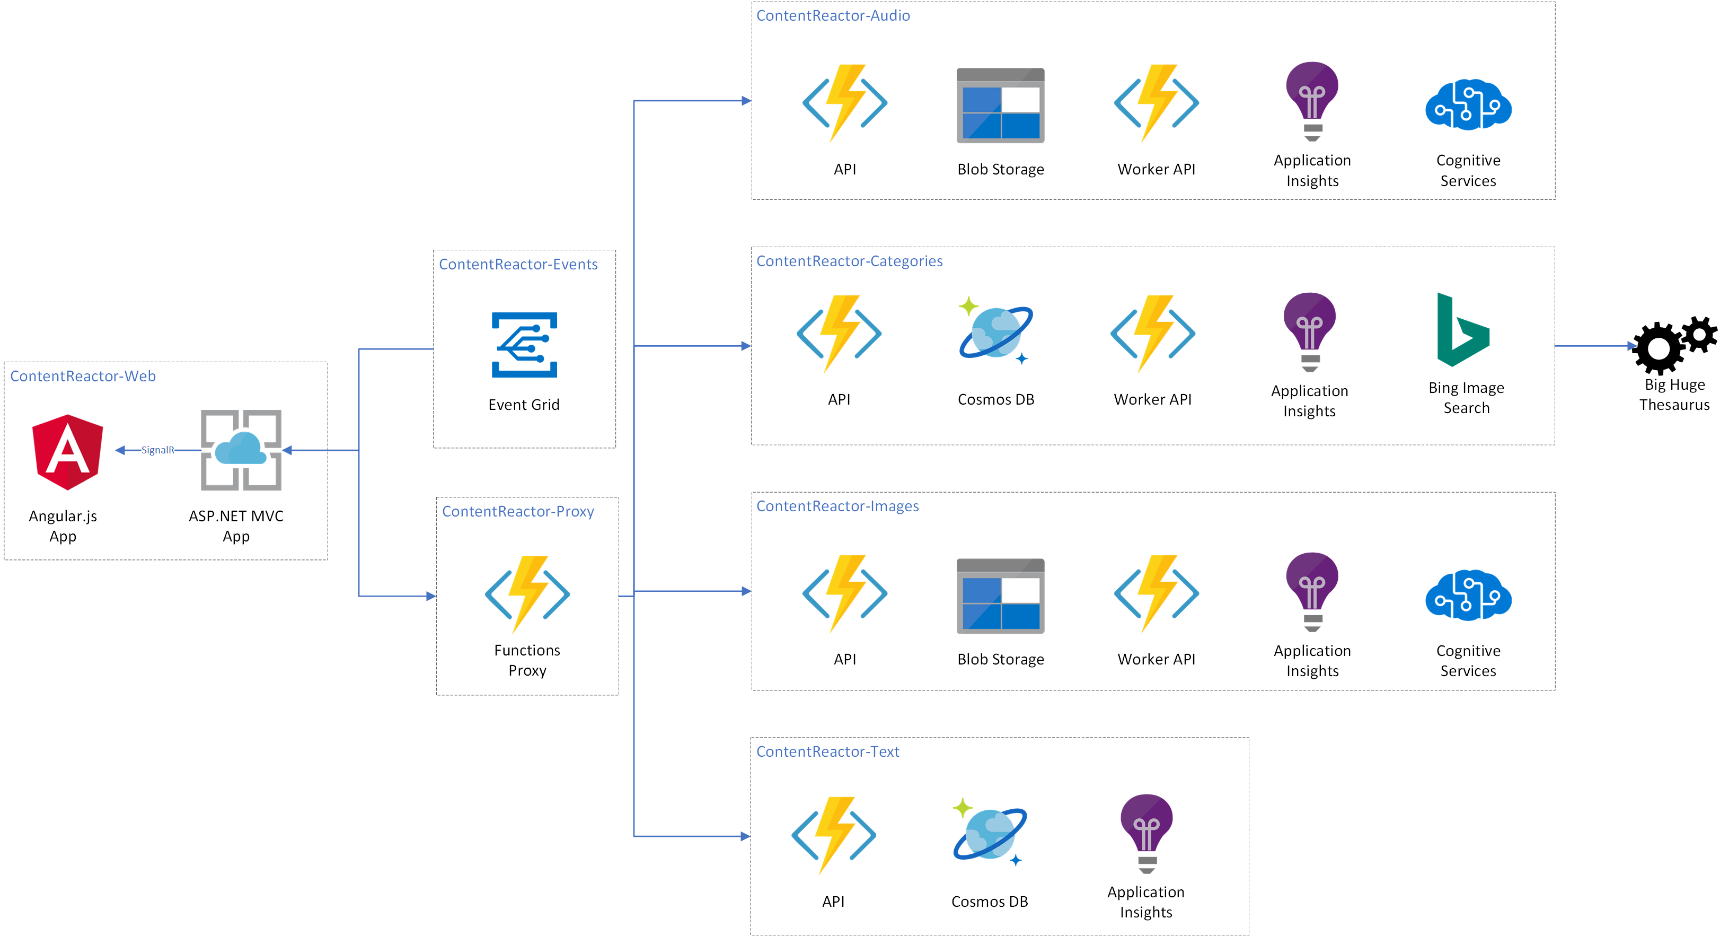 ContentReactor-Audio
API
Blob Storage
Worker API
Application
Insights
Cognitive
Services
ContentReactor-Events
Event Grid
ContentReactor-Categories
API
Cosmos DB
Worker API
Application
Insights
Bing Image
Search
Big Huge
Thesaurus
ContentReactor-Web
SignalR
Angular.js
App
ASP.NET MVC
App
ContentReactor-Proxy
Functions
Proxy
ContentReactor-Images
API
Blob Storage
Worker API
Application
Insights
Cognitive
Services
ContentReactor-Text
API
Cosmos DB
Application
Insights